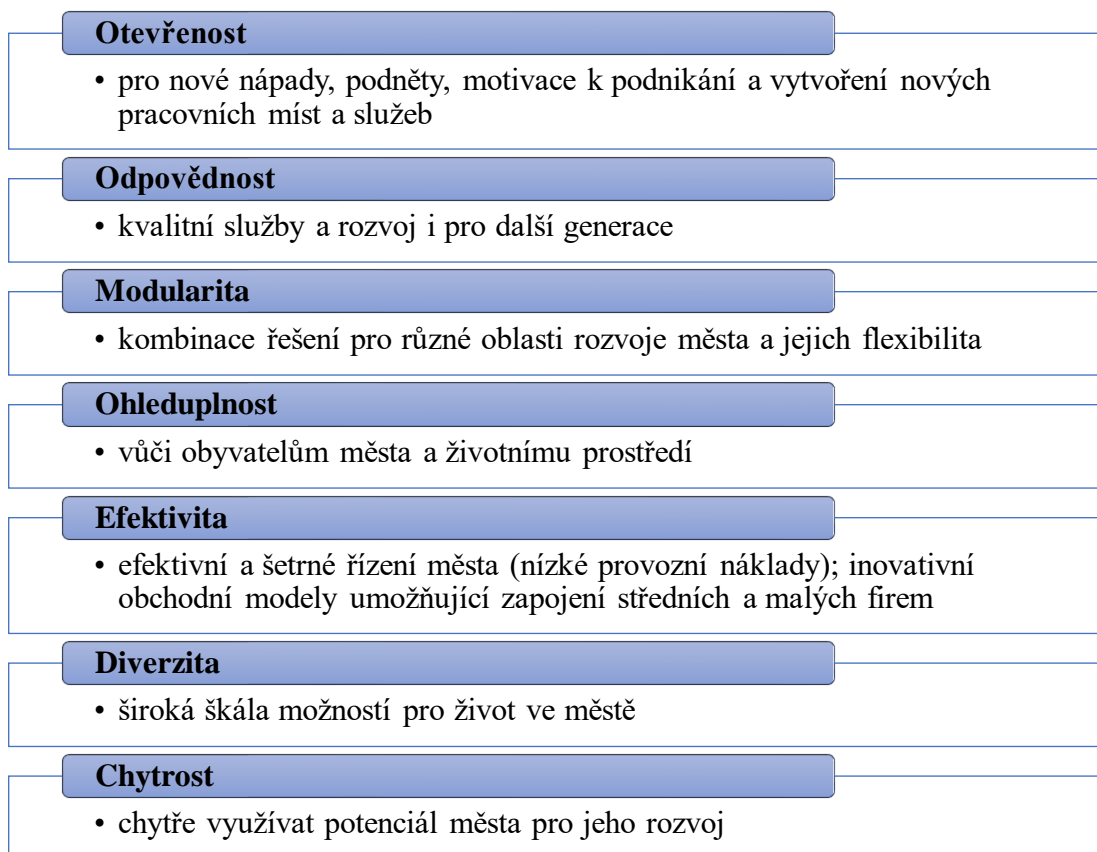 Otevřenost
• pro nové nápady, podněty, motivace k podnikání a vytvoření nových
pracovních míst a služeb
Odpovědnost
• kvalitní služby a rozvoj i pro další generace
Modularita
• kombinace řešení pro různé oblasti rozvoje města a jejich flexibilita
Ohleduplnost
• vůči obyvatelům města a životnímu prostředí
Efektivita
• efektivní a šetrné řízení města (nízké provozní náklady); inovativní
obchodní modely umožňující zapojení středních a malých firem
Diverzita
• široká škála možností pro život ve městě
Chytrost
• chytře využívat potenciál města pro jeho rozvoj